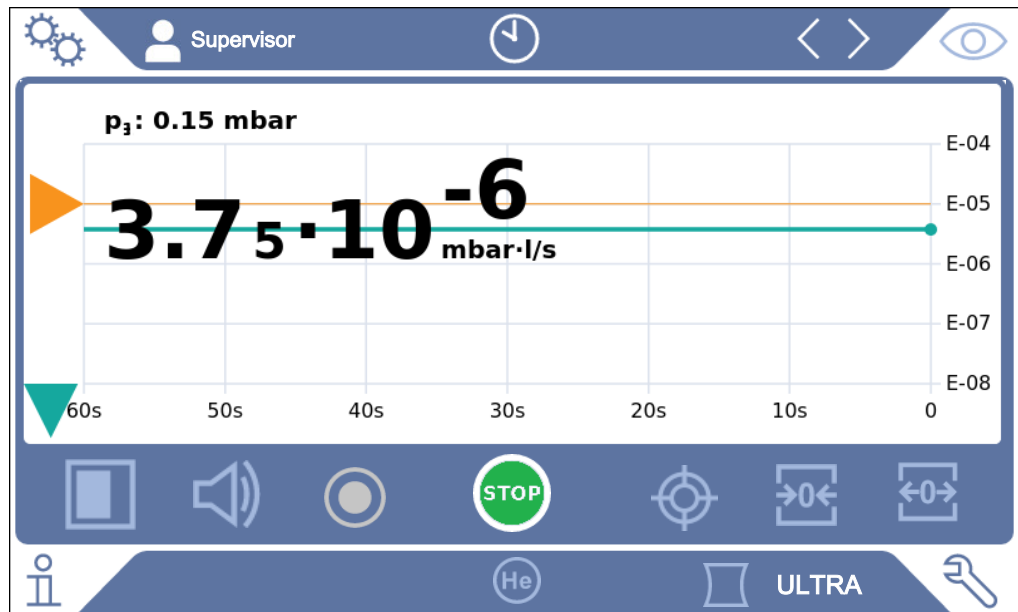 Supervisor
p₃: 0.15 mbar
3.75·10⁻⁶ mbar·l/s
E-04
E-05
E-06
E-07
E-08
60s 50s 40s 30s 20s 10s 0
STOP
→0←
←0→
He
ULTRA